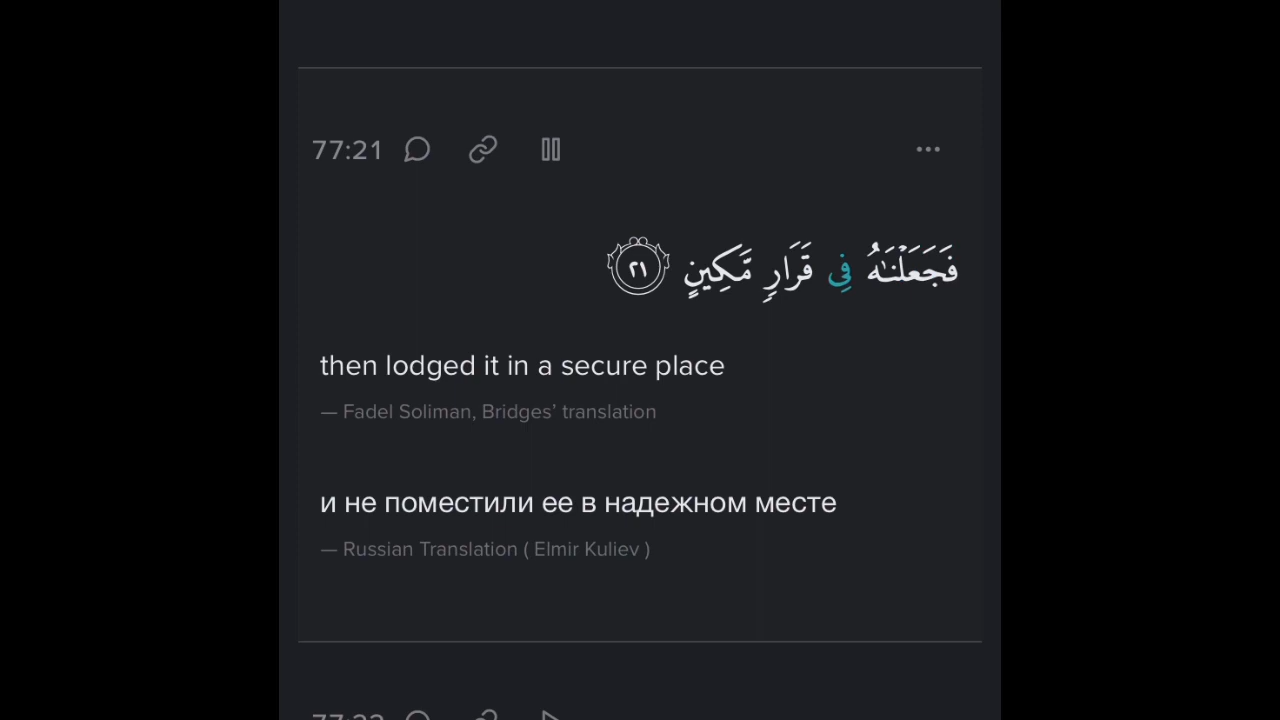 77:21
فَجَعَلْنَـٰهُ فِى قَرَارٍ مَّكِينٍ ٢١
then lodged it in a secure place
— Fadel Soliman, Bridges’ translation
и не поместили ее в надежном месте
— Russian Translation ( Elmir Kuliev )